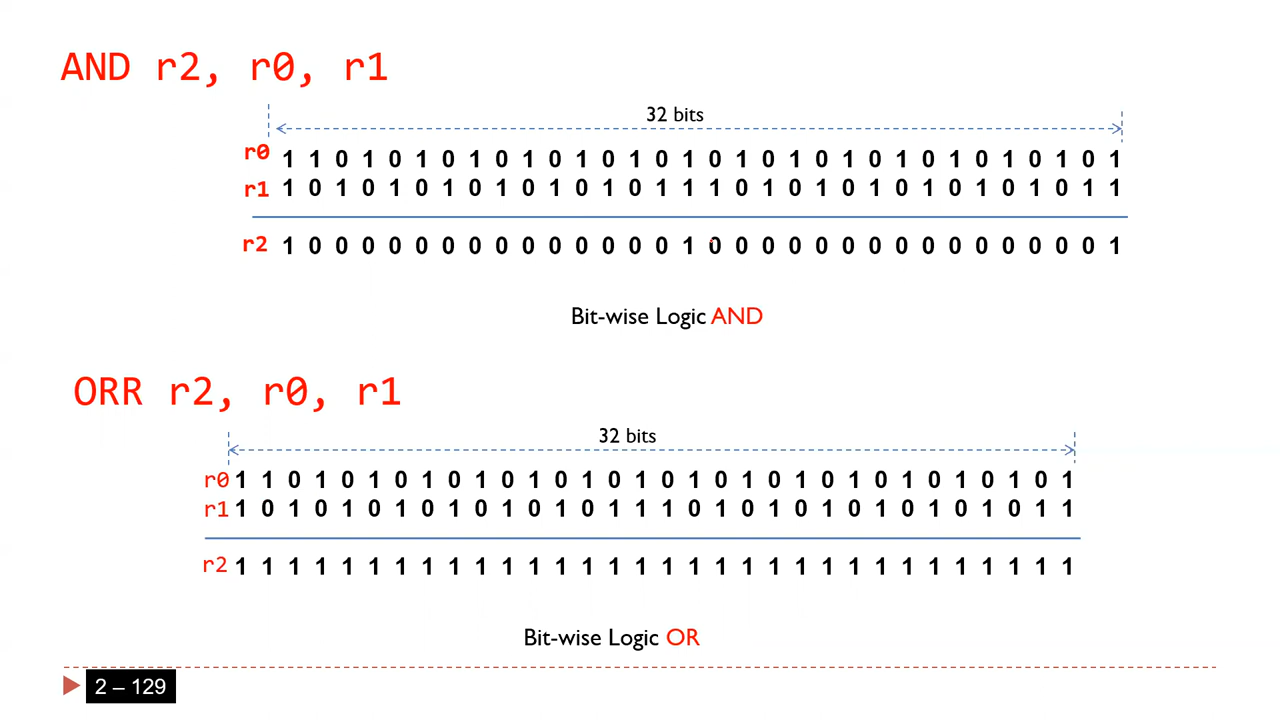 AND r2, r0, r1
32 bits
r0 1 1 0 1 0 1 0 1 0 1 0 1 0 1 0 1 0 1 0 1 0 1 0 1 0 1 0 1 0 1 0 1
r1 1 0 1 0 1 0 1 0 1 0 1 0 1 0 1 1 1 0 1 0 1 0 1 0 1 0 1 0 1 0 1 1
r2 1 0 0 0 0 0 0 0 0 0 0 0 0 0 0 1 0 0 0 0 0 0 0 0 0 0 0 0 0 0 0 1
Bit-wise Logic AND
ORR r2, r0, r1
32 bits
r0 1 1 0 1 0 1 0 1 0 1 0 1 0 1 0 1 0 1 0 1 0 1 0 1 0 1 0 1 0 1 0 1
r1 1 0 1 0 1 0 1 0 1 0 1 0 1 0 1 1 1 0 1 0 1 0 1 0 1 0 1 0 1 0 1 1
r2 1 1 1 1 1 1 1 1 1 1 1 1 1 1 1 1 1 1 1 1 1 1 1 1 1 1 1 1 1 1 1 1
Bit-wise Logic OR
2 – 129